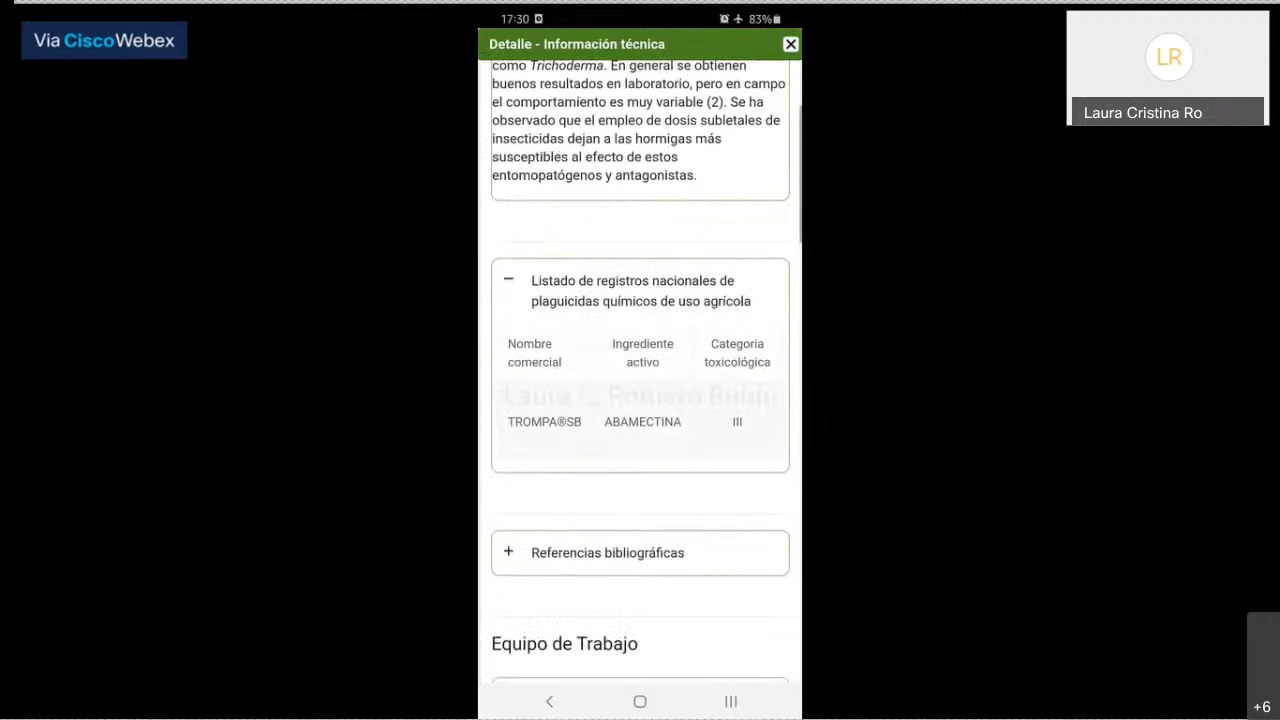 17:30
83%
Via CiscoWebex
Detalle - Información técnica
LR
Laura Cristina Ro
como Trichoderma. En general se obtienen
buenos resultados en laboratorio, pero en campo
el comportamiento es muy variable (2). Se ha
observado que el empleo de dosis subletales de
insecticidas dejan a las hormigas más
susceptibles al efecto de estos
entomopatógenos y antagonistas.
− Listado de registros nacionales de
plaguicidas químicos de uso agrícola
Nombre comercial
Ingrediente activo
Categoria toxicológica
Laura C. Romero Rubio
TROMPA®SB ABAMECTINA III
+ Referencias bibliográficas
Equipo de Trabajo
+6